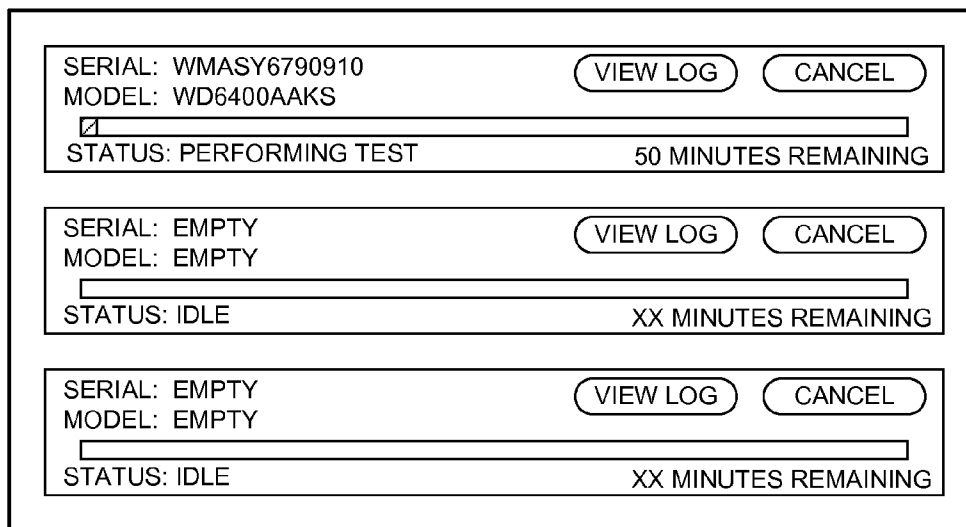 SERIAL: WMASY6790910
VIEW LOG
CANCEL
MODEL: WD6400AAKS
STATUS: PERFORMING TEST
50 MINUTES REMAINING
SERIAL: EMPTY
VIEW LOG
CANCEL
MODEL: EMPTY
STATUS: IDLE
XX MINUTES REMAINING
SERIAL: EMPTY
VIEW LOG
CANCEL
MODEL: EMPTY
STATUS: IDLE
XX MINUTES REMAINING